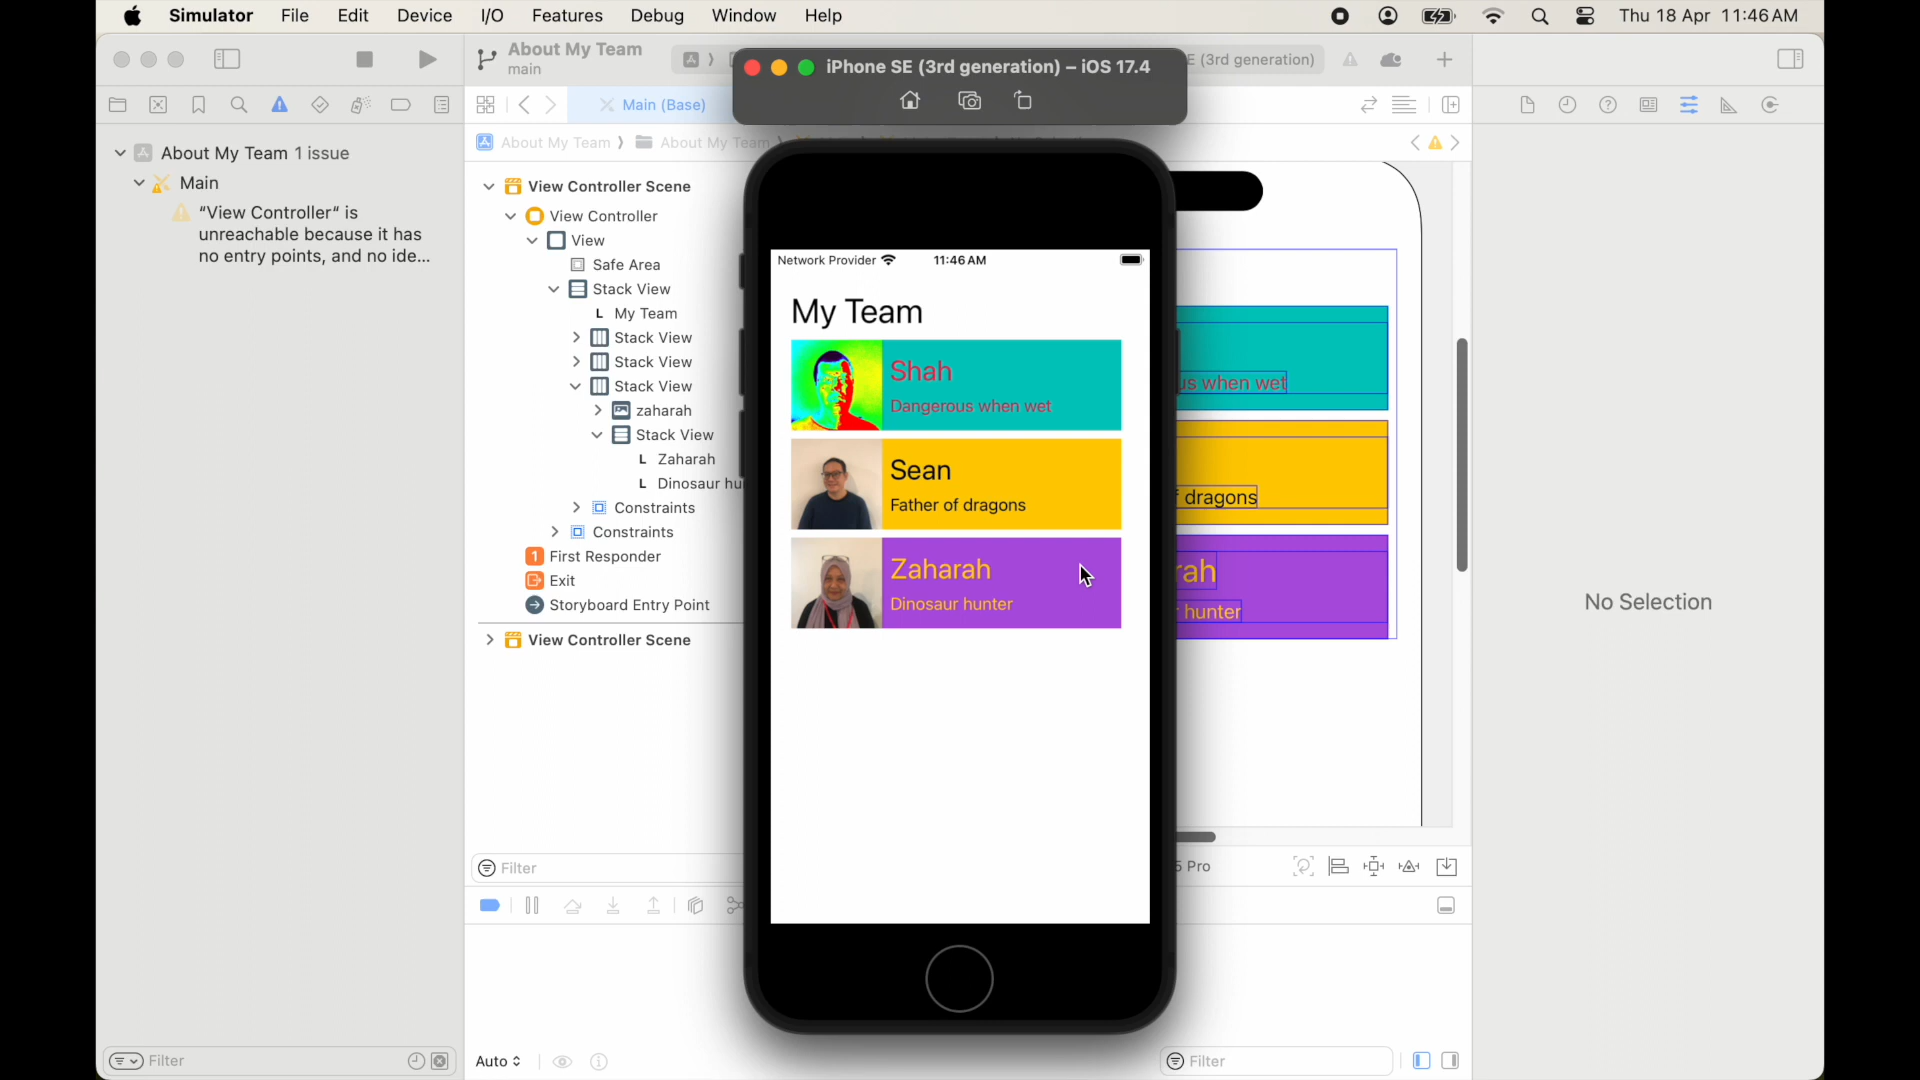 Simulator File Edit Device I/O Features Debug Window Help Thu 18 Apr 11:46 AM
About My Team
main
iPhone SE (3rd generation) – iOS 17.4
E (3rd generation)
Main (Base)
About My Team 1 issue
Main
"View Controller" is
unreachable because it has
no entry points, and no ide...
About My Team
About My Team
View Controller Scene
View Controller
View
Safe Area
Stack View
L My Team
Stack View
Stack View
Stack View
zaharah
Stack View
L Zaharah
L Dinosaur hu
Constraints
Constraints
1 First Responder
Exit
Storyboard Entry Point
View Controller Scene
Network Provider 11:46 AM
My Team
Shah
Dangerous when wet
Sean
Father of dragons
Zaharah
Dinosaur hunter
us when wet
f dragons
rah
r hunter
No Selection
Filter
5 Pro
Filter
Auto
Filter